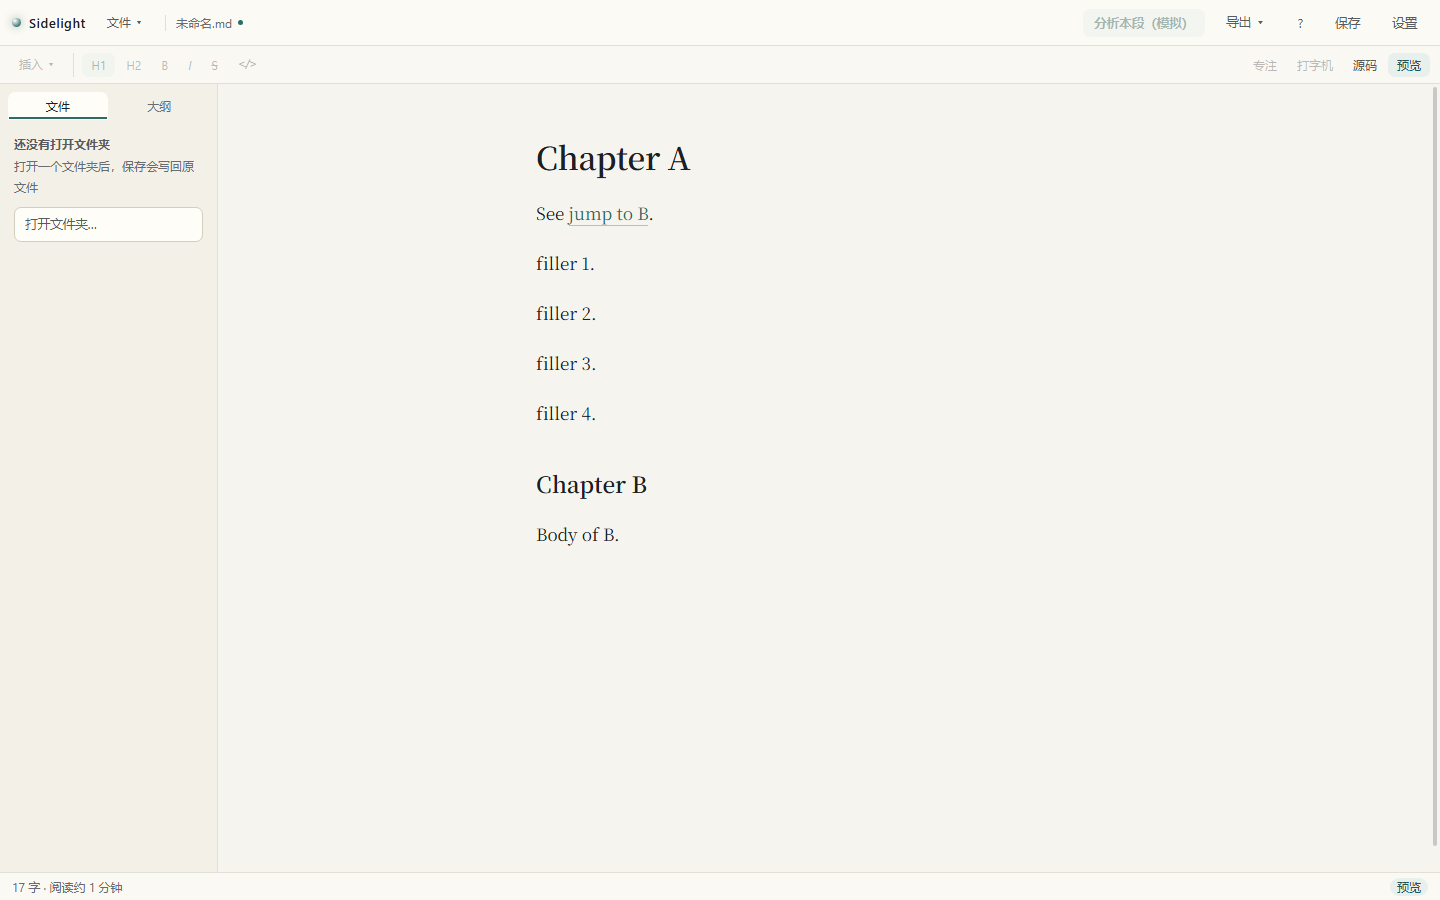 Sidelight 文件 未命名.md 分析本段（模拟） 导出 ? 保存 设置
插入 H1 H2 B I S </> 专注 打字机 源码 预览
文件 大纲
还没有打开文件夹
打开一个文件夹后，保存会写回原
文件
打开文件夹...
Chapter A
See jump to B.
filler 1.
filler 2.
filler 3.
filler 4.
Chapter B
Body of B.
17 字 · 阅读约 1 分钟 预览